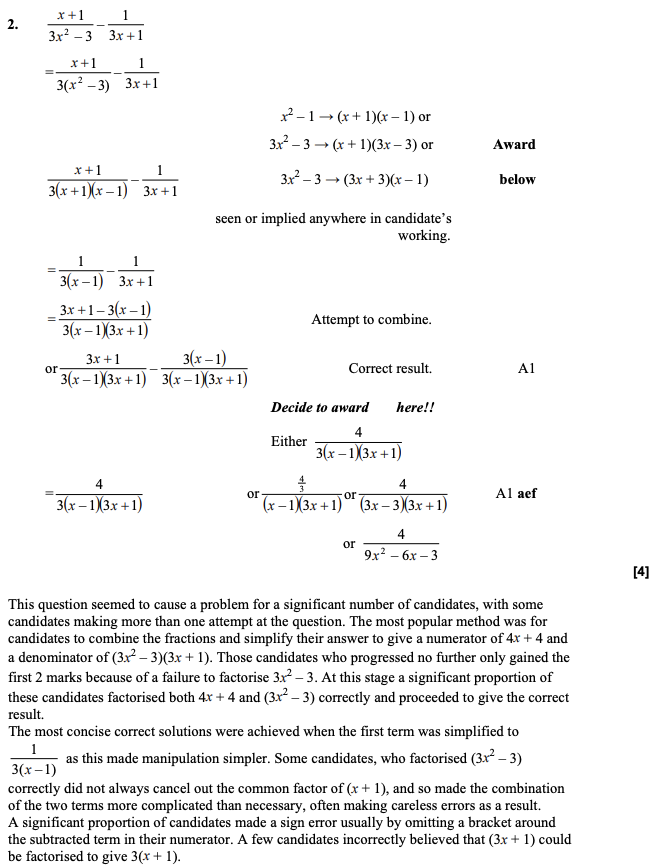 2. \frac{x+1}{3x^2-3} - \frac{1}{3x+1}
= \frac{x+1}{3(x^2-3)} - \frac{1}{3x+1}
x^2 – 1 → (x + 1)(x – 1) or
3x^2 – 3 → (x + 1)(3x – 3) or Award
\frac{x+1}{3(x+1)(x-1)} - \frac{1}{3x+1} 3x^2 – 3 → (3x + 3)(x – 1) below
seen or implied anywhere in candidate’s
working.
= \frac{1}{3(x-1)} - \frac{1}{3x+1}
= \frac{3x+1-3(x-1)}{3(x-1)(3x+1)} Attempt to combine.
or \frac{3x+1}{3(x-1)(3x+1)} - \frac{3(x-1)}{3(x-1)(3x+1)} Correct result. A1
Decide to award here!!
Either \frac{4}{3(x-1)(3x+1)}
= \frac{4}{3(x-1)(3x+1)} or \frac{\frac{4}{3}}{(x-1)(3x+1)} or \frac{4}{(3x-3)(3x+1)} A1 aef
or \frac{4}{9x^2-6x-3}
[4]
This question seemed to cause a problem for a significant number of candidates, with some
candidates making more than one attempt at the question. The most popular method was for
candidates to combine the fractions and simplify their answer to give a numerator of 4x + 4 and
a denominator of (3x^2 – 3)(3x + 1). Those candidates who progressed no further only gained the
first 2 marks because of a failure to factorise 3x^2 – 3. At this stage a significant proportion of
these candidates factorised both 4x + 4 and (3x^2 – 3) correctly and proceeded to give the correct
result.
The most concise correct solutions were achieved when the first term was simplified to
\frac{1}{3(x-1)} as this made manipulation simpler. Some candidates, who factorised (3x^2 – 3)
correctly did not always cancel out the common factor of (x + 1), and so made the combination
of the two terms more complicated than necessary, often making careless errors as a result.
A significant proportion of candidates made a sign error usually by omitting a bracket around
the subtracted term in their numerator. A few candidates incorrectly believed that (3x + 1) could
be factorised to give 3(x + 1).